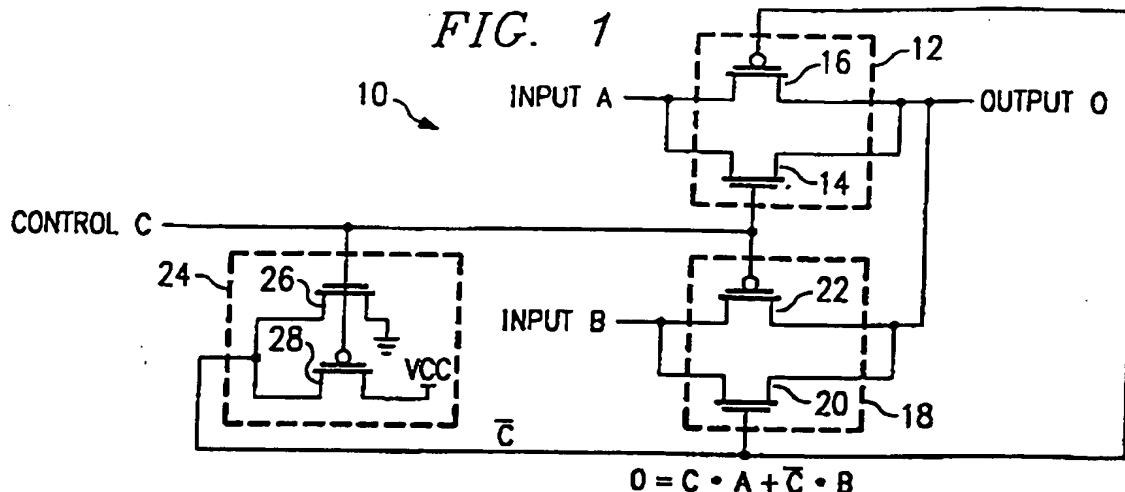 FIG. 1
12
16
10
INPUT A
OUTPUT O
14
CONTROL C
24
26
22
INPUT B
28
VCC
20
18
C̅
O = C • A + C̅ • B